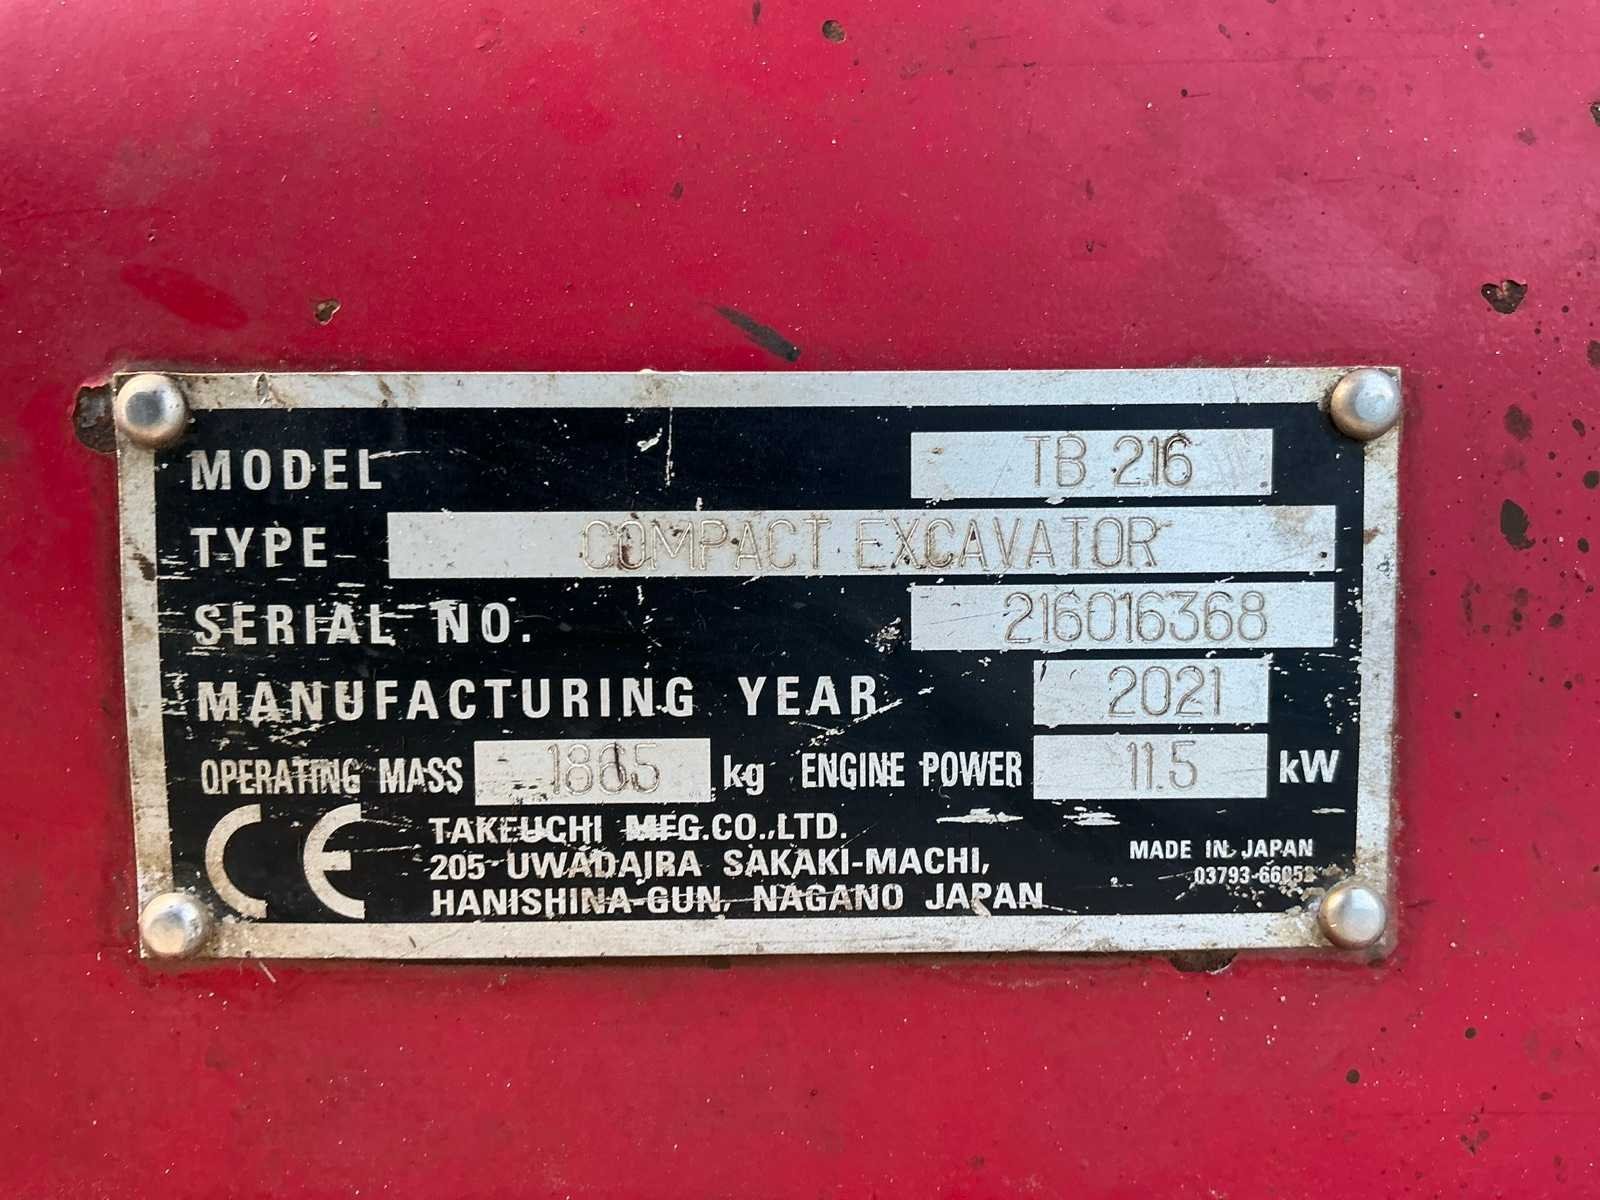 MODEL TB 216
TYPE COMPACT EXCAVATOR
SERIAL NO. 216016368
MANUFACTURING YEAR 2021
OPERATING MASS 1865 kg ENGINE POWER 11.5 kW
CE
TAKEUCHI MFG.CO.,LTD.
205 UWADAIRA SAKAKI-MACHI,
HANISHINA-GUN, NAGANO JAPAN
MADE IN JAPAN